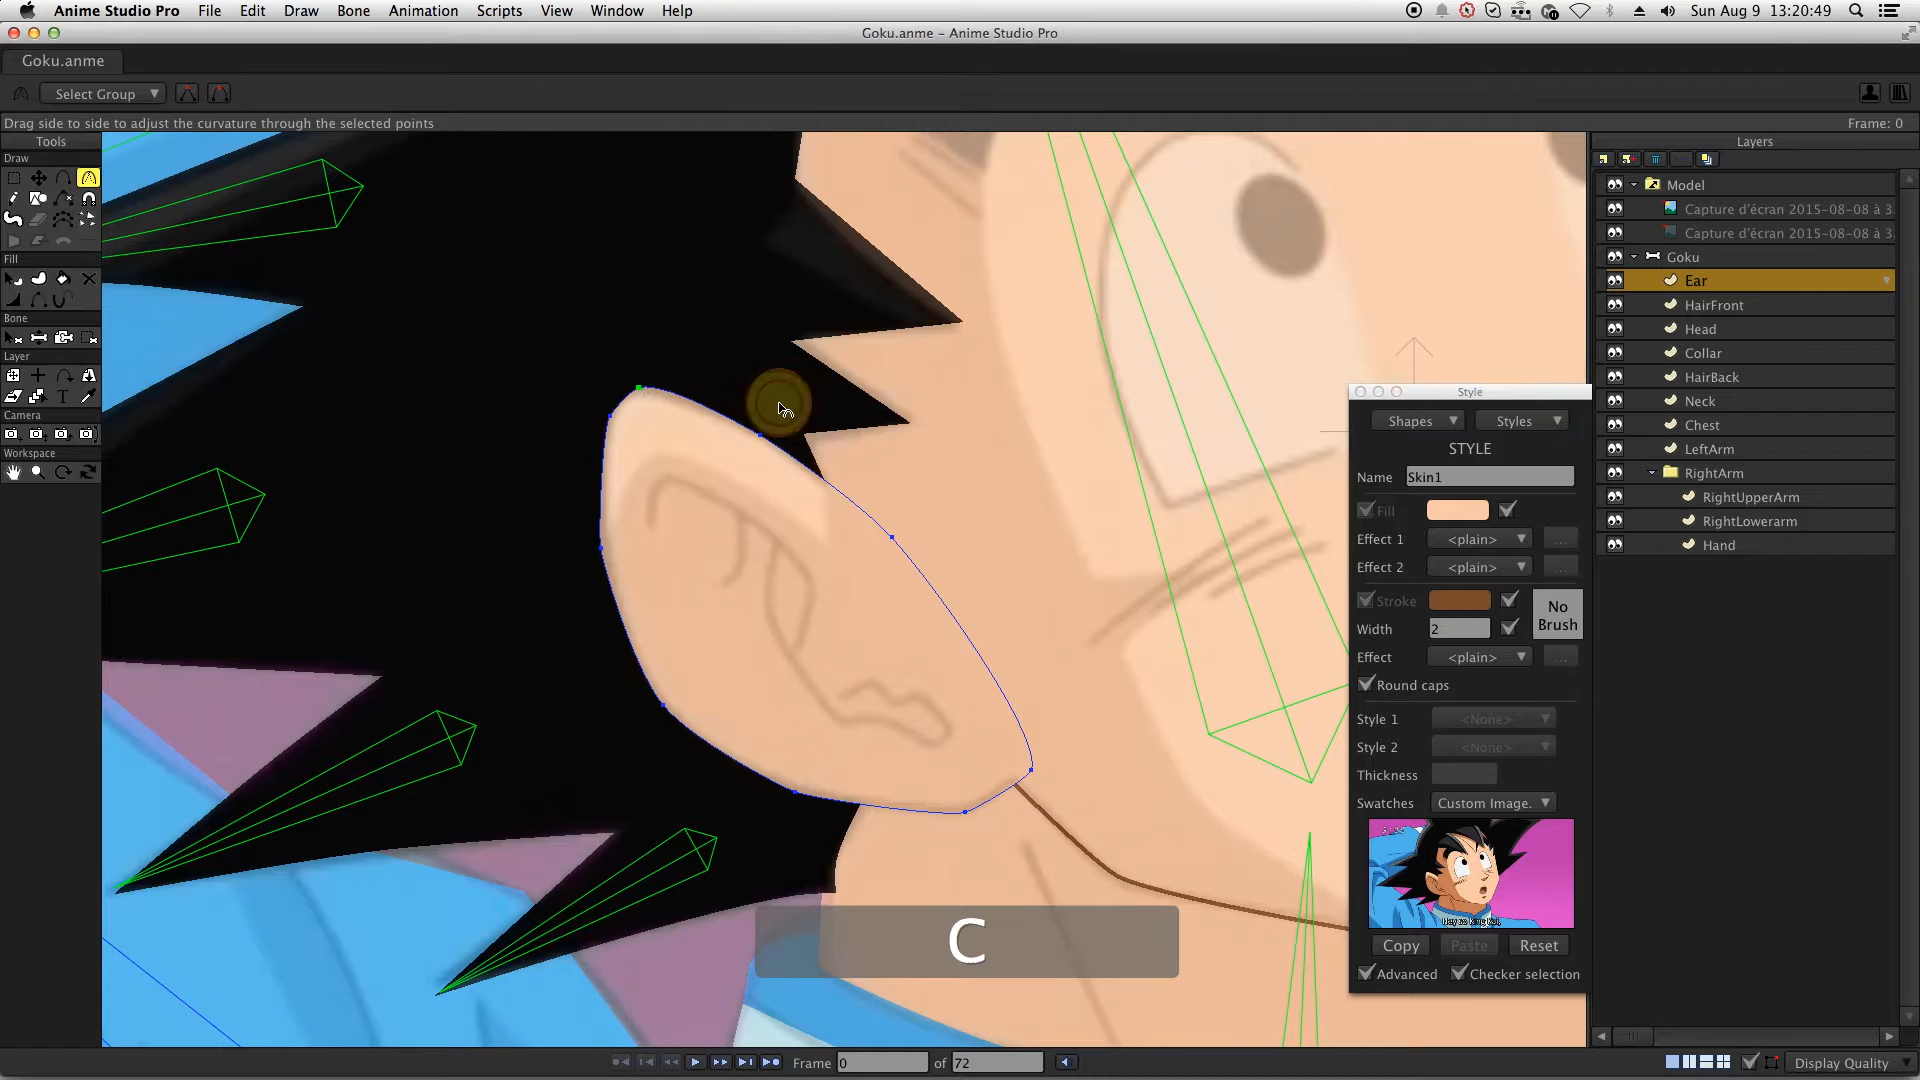 Anime Studio Pro File Edit Draw Bone Animation Scripts View Window Help Sun Aug 9 13:20:49
Goku.anme – Anime Studio Pro
Goku.anme
Select Group
Drag side to side to adjust the curvature through the selected points Frame: 0
Tools
Draw
Fill
Bone
Layer
Camera
Workspace
Layers
Model
Capture d'écran 2015-08-08 à 3.
Capture d'écran 2015-08-08 à 3.
Goku
Ear
HairFront
Head
Collar
HairBack
Neck
Chest
LeftArm
RightArm
RightUpperArm
RightLowerarm
Hand
Style
Shapes Styles
STYLE
Name Skin1
Fill
Effect 1 <plain> ...
Effect 2 <plain> ...
Stroke No Brush
Width 2
Effect <plain> ...
Round caps
Style 1 <None>
Style 2 <None>
Thickness
Swatches Custom Image.
Hey so King Kai,
Copy Paste Reset
Advanced Checker selection
C
Frame 0 of 72 Display Quality